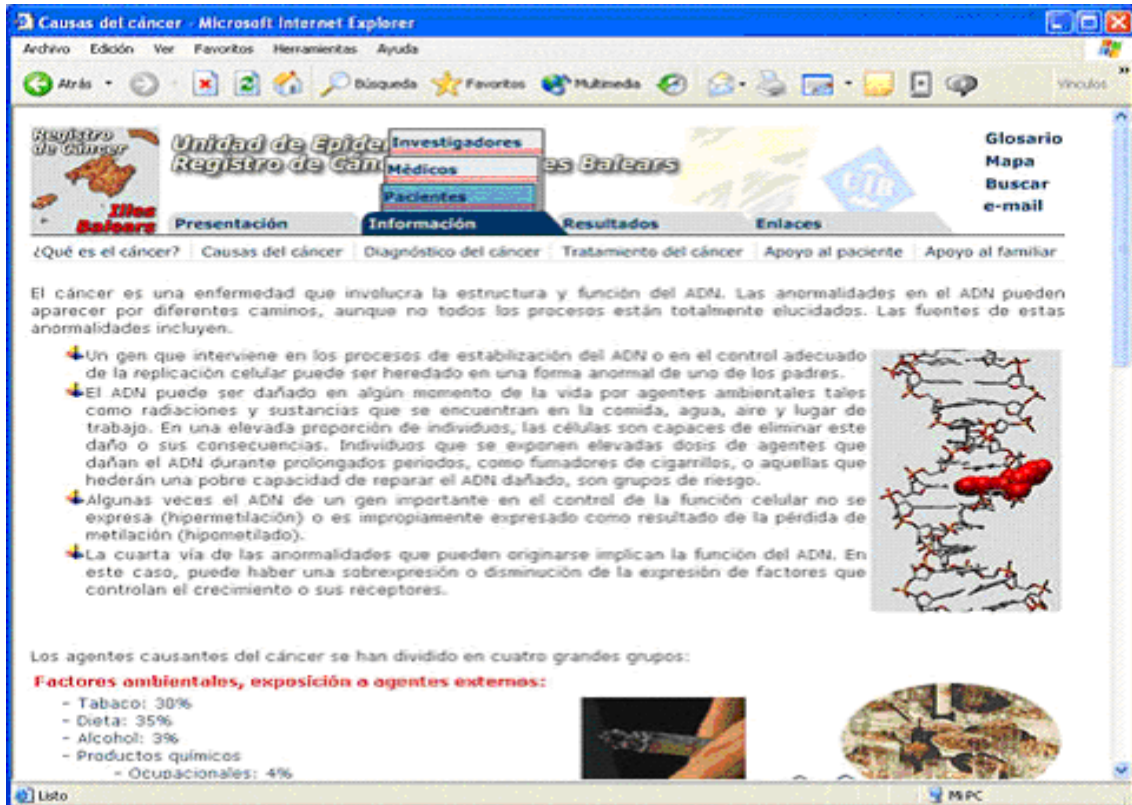 Causas del cáncer - Microsoft Internet Explorer
Archivo Edición Ver Favoritos Herramientas Ayuda
Atrás Búsqueda Favoritos Multimedia Vínculos
Registro
de Cáncer
Illes
Balears
Unidad de Epide
Registro de Cán es Balears
Investigadores
Médicos
Pacientes
UIB
Glosario
Mapa
Buscar
e-mail
Presentación Información Resultados Enlaces
¿Qué es el cáncer? Causas del cáncer Diagnóstico del cáncer Tratamiento del cáncer Apoyo al paciente Apoyo al familiar
El cáncer es una enfermedad que involucra la estructura y función del ADN. Las anormalidades en el ADN pueden
aparecer por diferentes caminos, aunque no todos los procesos están totalmente elucidados. Las fuentes de estas
anormalidades incluyen.
Un gen que interviene en los procesos de estabilización del ADN o en el control adecuado
de la replicación celular puede ser heredado en una forma anormal de uno de los padres.
El ADN puede ser dañado en algún momento de la vida por agentes ambientales tales
como radiaciones y sustancias que se encuentran en la comida, agua, aire y lugar de
trabajo. En una elevada proporción de individuos, las células son capaces de eliminar este
daño o sus consecuencias. Individuos que se exponen elevadas dosis de agentes que
dañan el ADN durante prolongados periodos, como fumadores de cigarrillos, o aquellas que
hederán una pobre capacidad de reparar el ADN dañado, son grupos de riesgo.
Algunas veces el ADN de un gen importante en el control de la función celular no se
expresa (hipermetilación) o es impropiamente expresado como resultado de la pérdida de
metilación (hipometilado).
La cuarta vía de las anormalidades que pueden originarse implican la función del ADN. En
este caso, puede haber una sobrexpresión o disminución de la expresión de factores que
controlan el crecimiento o sus receptores.
Los agentes causantes del cáncer se han dividido en cuatro grandes grupos:
Factores ambientales, exposición a agentes externos:
- Tabaco: 30%
- Dieta: 35%
- Alcohol: 3%
- Productos químicos
- Ocupacionales: 4%
Listo Mi PC